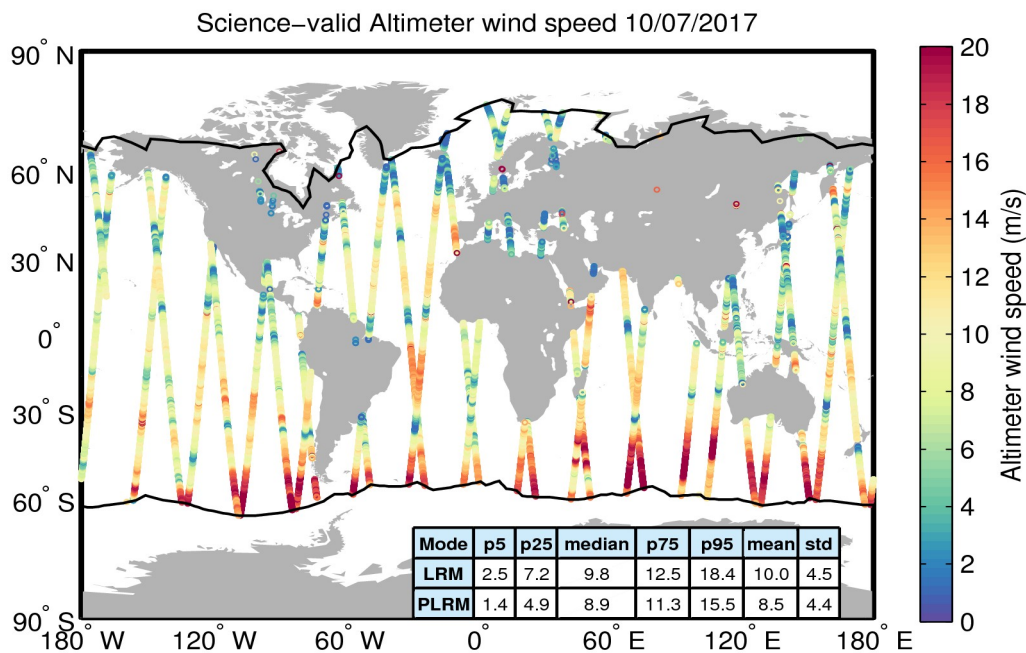 Science−valid Altimeter wind speed 10/07/2017
90° N
60° N
30° N
0°
30° S
60° S
90° S
180° W
120° W
60° W
0°
60° E
120° E
180° E
Mode p5 p25 median p75 p95 mean std
LRM 2.5 7.2 9.8 12.5 18.4 10.0 4.5
PLRM 1.4 4.9 8.9 11.3 15.5 8.5 4.4
20
18
16
14
12
10
8
6
4
2
0
Altimeter wind speed (m/s)